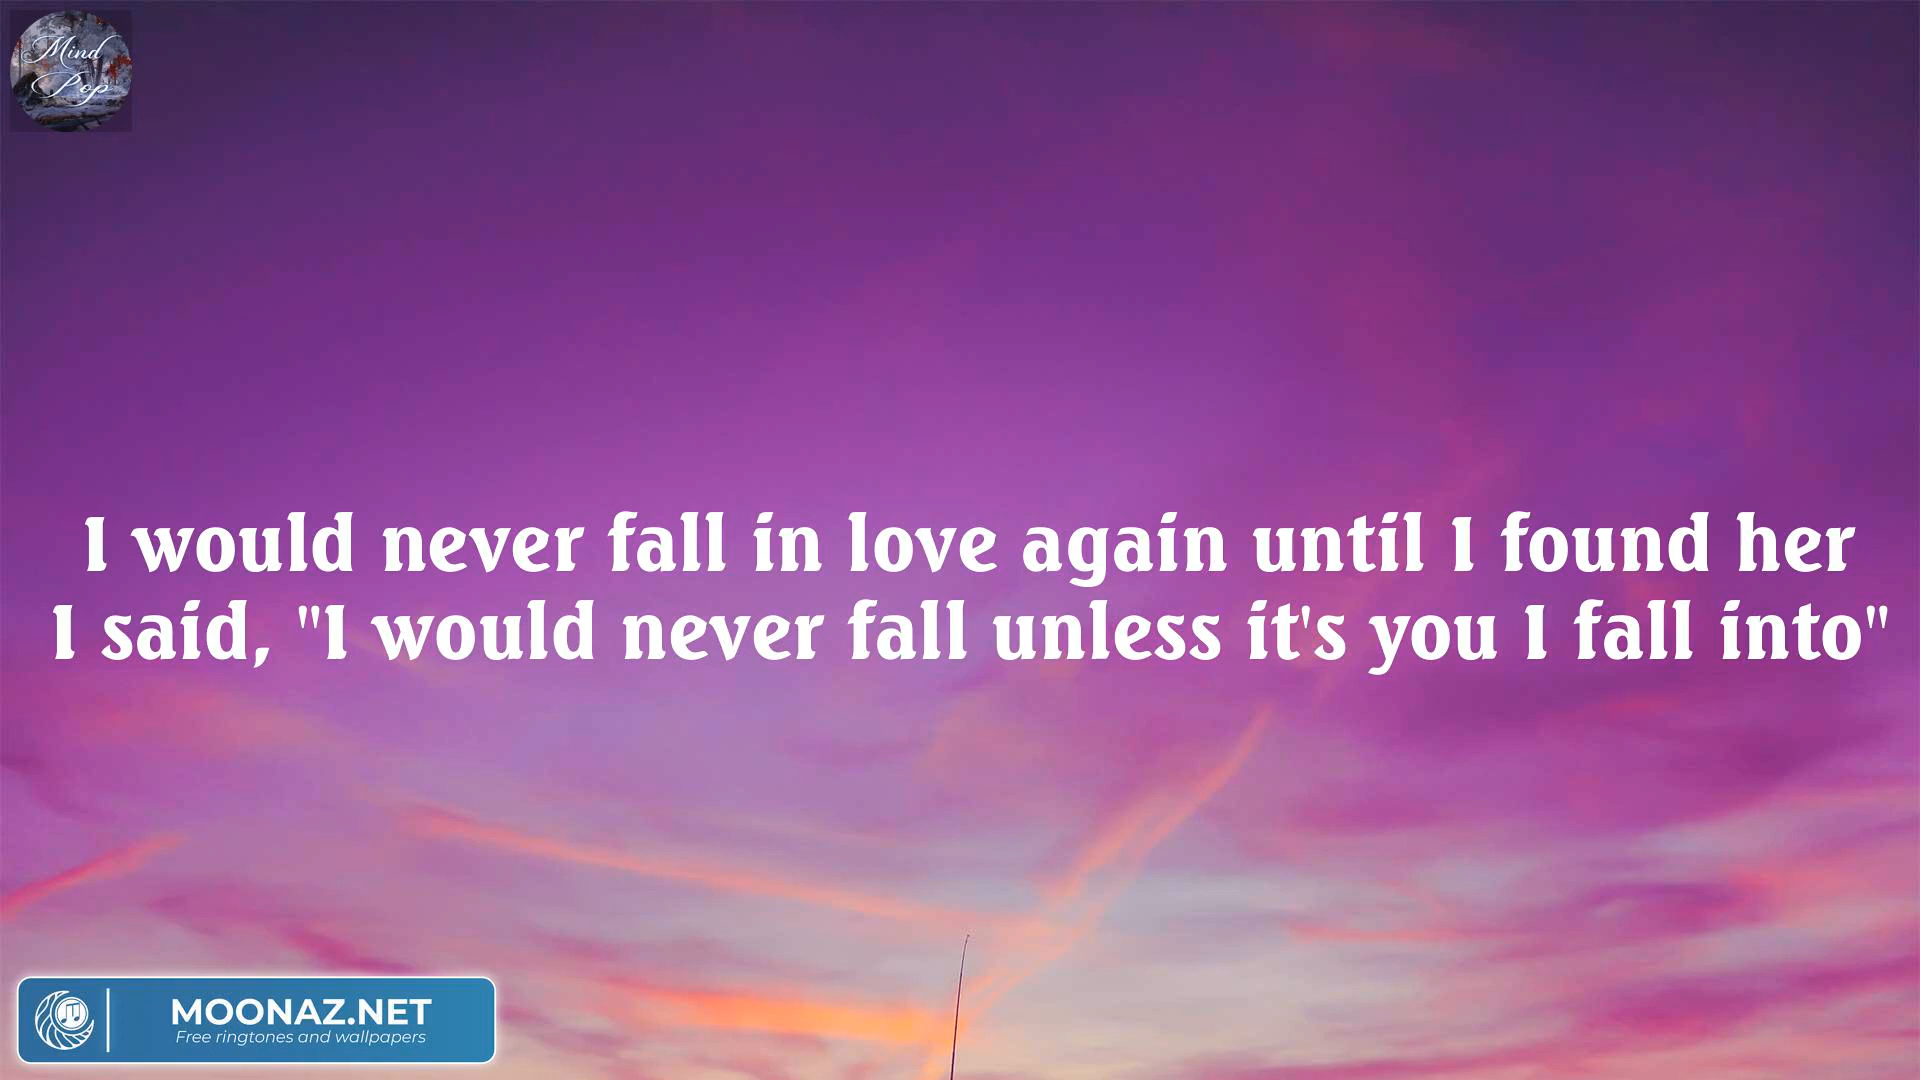 Mind
Pop
I would never fall in love again until I found her
I said, "I would never fall unless it's you I fall into"
MOONAZ.NET
Free ringtones and wallpapers